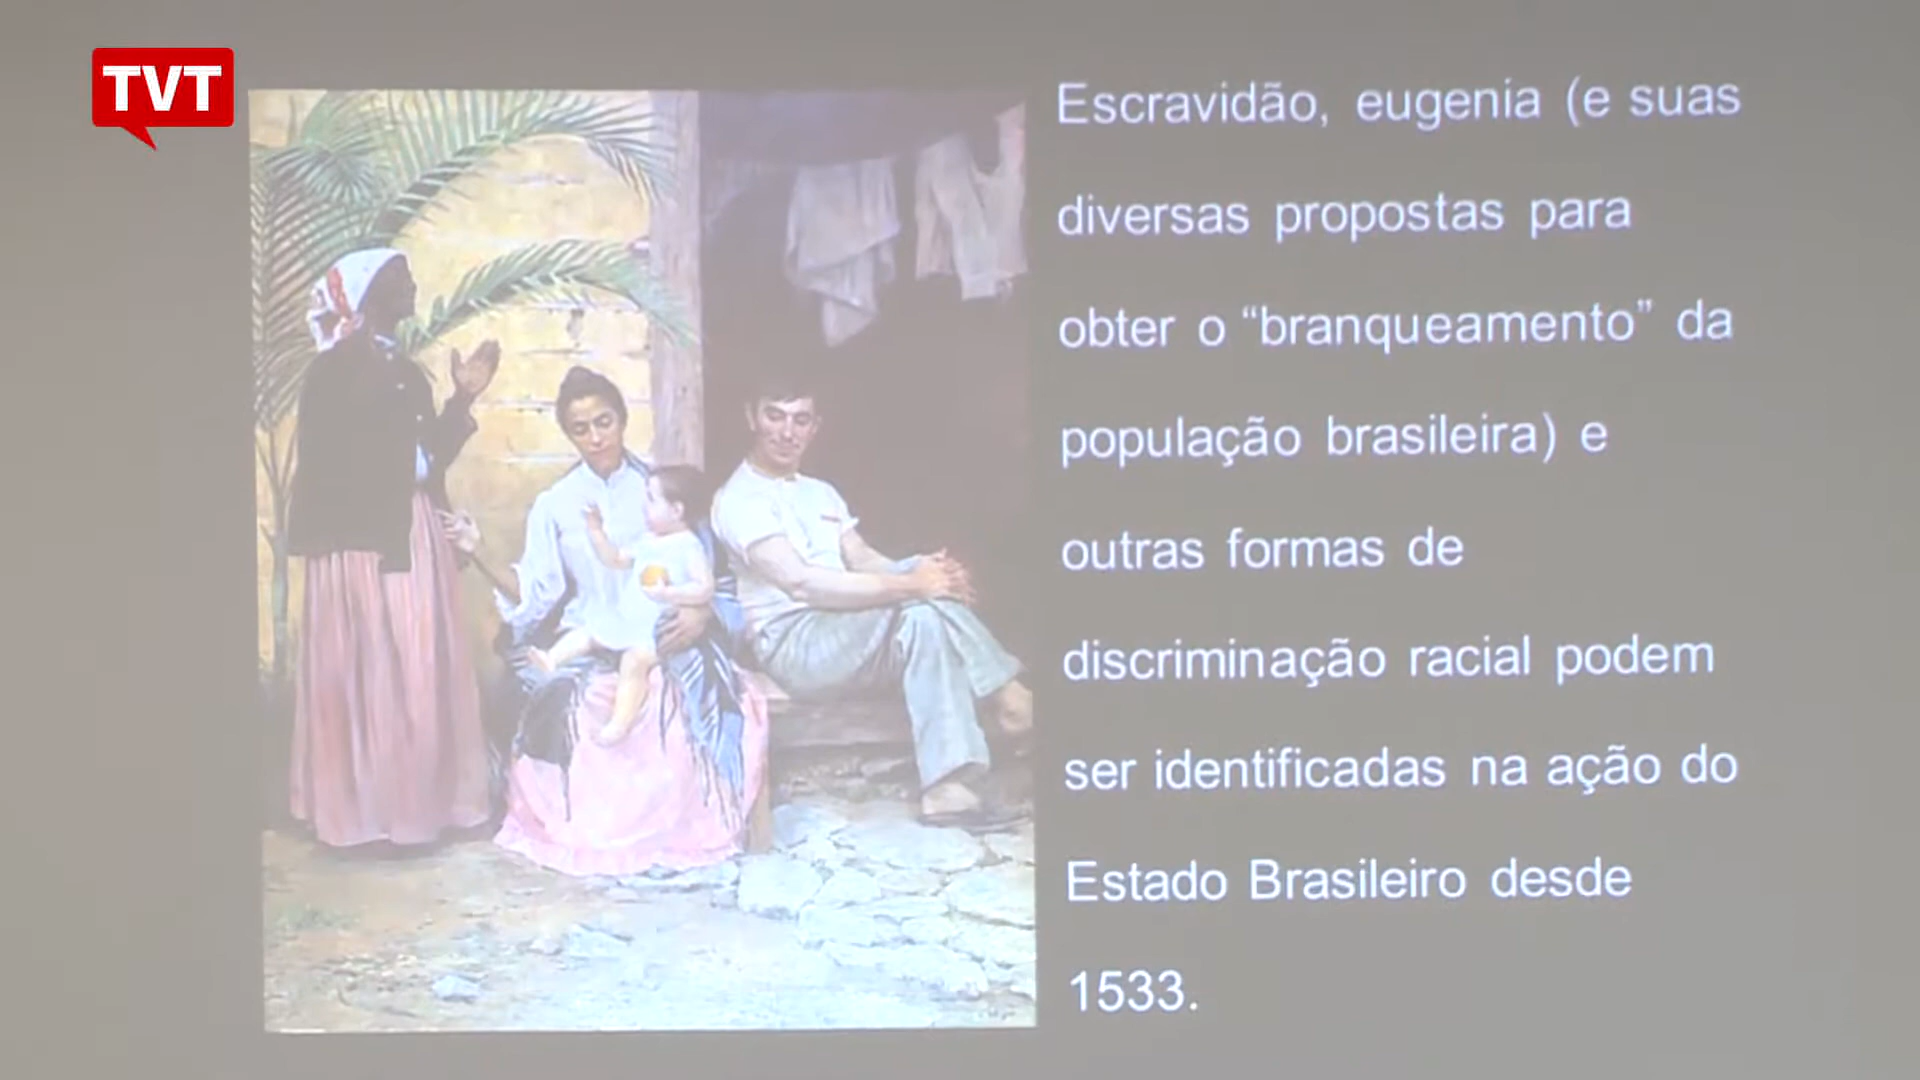 TVT
Escravidão, eugenia (e suas
diversas propostas para
obter o “branqueamento” da
população brasileira) e
outras formas de
discriminação racial podem
ser identificadas na ação do
Estado Brasileiro desde
1533.